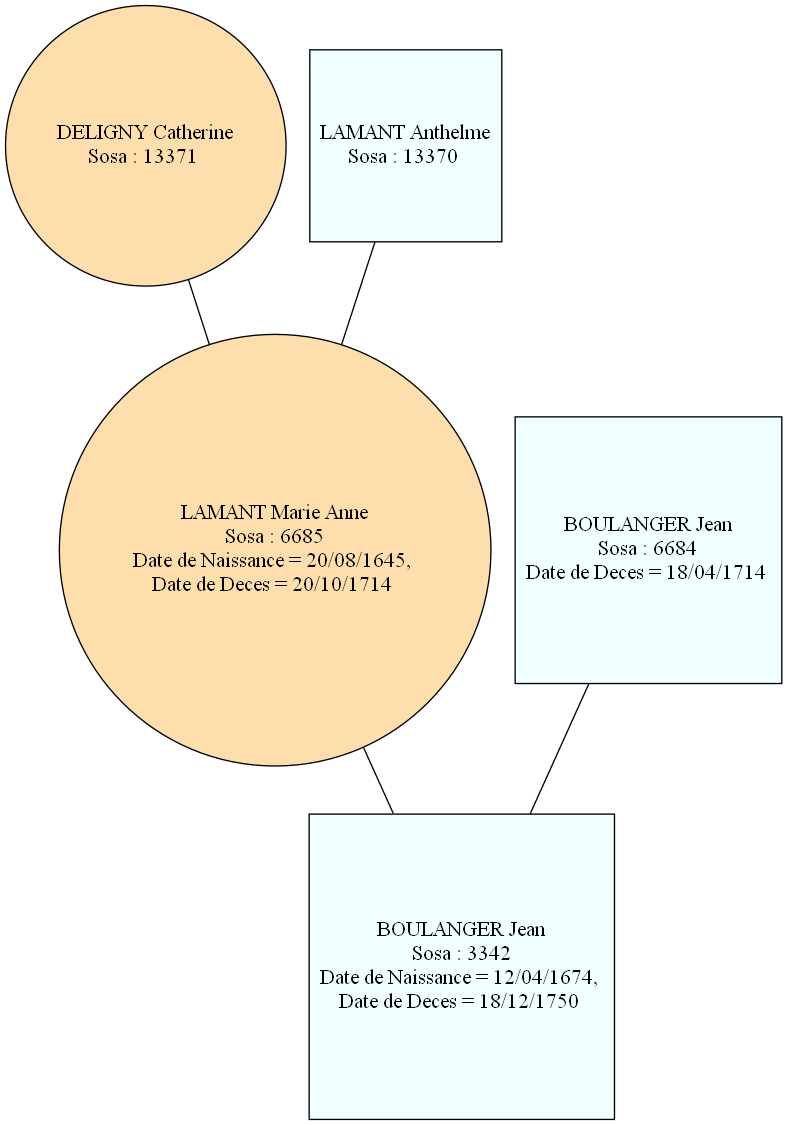 DELIGNY Catherine
Sosa : 13371
LAMANT Anthelme
Sosa : 13370
LAMANT Marie Anne
Sosa : 6685
Date de Naissance = 20/08/1645,
Date de Deces = 20/10/1714
BOULANGER Jean
Sosa : 6684
Date de Deces = 18/04/1714
BOULANGER Jean
Sosa : 3342
Date de Naissance = 12/04/1674,
Date de Deces = 18/12/1750